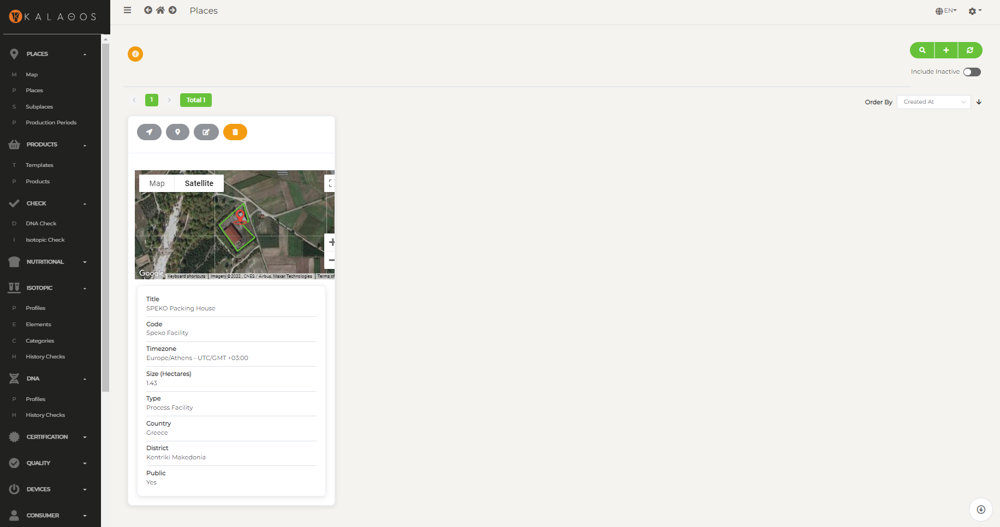 KALAΘOS
Places
EN
PLACES
M Map
P Places
S Subplaces
P Production Periods
PRODUCTS
T Templates
P Products
CHECK
D DNA Check
I Isotopic Check
NUTRITIONAL
ISOTOPIC
P Profiles
E Elements
C Categories
H History Checks
DNA
P Profiles
H History Checks
CERTIFICATION
QUALITY
DEVICES
CONSUMER
Include Inactive
1
Total 1
Order By
Created At
Map
Satellite
Google
Keyboard shortcuts
Imagery ©2022 , CNES / Airbus, Maxar Technologies
Terms of
Title
SPEKO Packing House
Code
Speko Facility
Timezone
Europe/Athens - UTC/GMT +03:00
Size (Hectares)
1.43
Type
Process Facility
Country
Greece
District
Kentriki Makedonia
Public
Yes